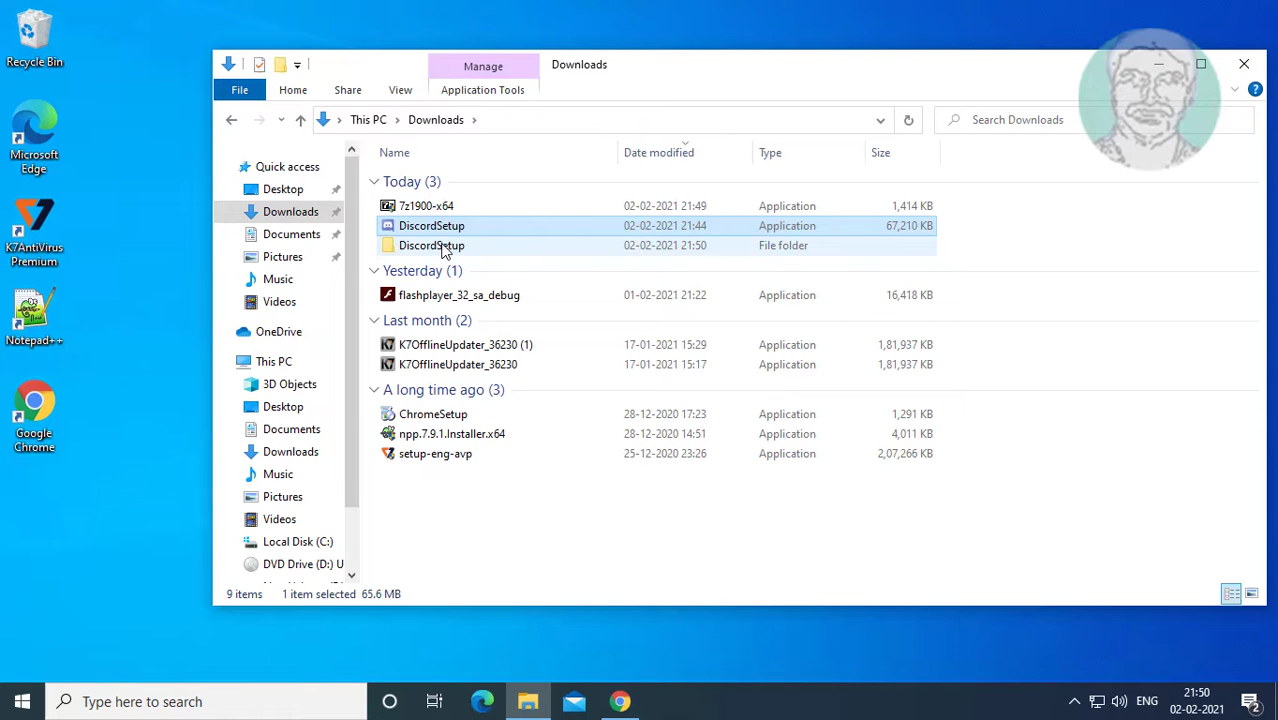 Recycle Bin
Microsoft
Edge
K7AntiVirus
Premium
Notepad++
Google
Chrome
Manage
Downloads
File
Home
Share
View
Application Tools
This PC
Downloads
Search Downloads
Quick access
Desktop
Downloads
Documents
Pictures
Music
Videos
OneDrive
This PC
3D Objects
Desktop
Documents
Downloads
Music
Pictures
Videos
Local Disk (C:)
DVD Drive (D:) U
Name Date modified Type Size
Today (3)
7z1900-x64 02-02-2021 21:49 Application 1,414 KB
DiscordSetup 02-02-2021 21:44 Application 67,210 KB
DiscordSetup 02-02-2021 21:50 File folder
Yesterday (1)
flashplayer_32_sa_debug 01-02-2021 21:22 Application 16,418 KB
Last month (2)
K7OfflineUpdater_36230 (1) 17-01-2021 15:29 Application 1,81,937 KB
K7OfflineUpdater_36230 17-01-2021 15:17 Application 1,81,937 KB
A long time ago (3)
ChromeSetup 28-12-2020 17:23 Application 1,291 KB
npp.7.9.1.Installer.x64 28-12-2020 14:51 Application 4,011 KB
setup-eng-avp 25-12-2020 23:26 Application 2,07,266 KB
9 items 1 item selected 65.6 MB
Type here to search
ENG
21:50
02-02-2021
2